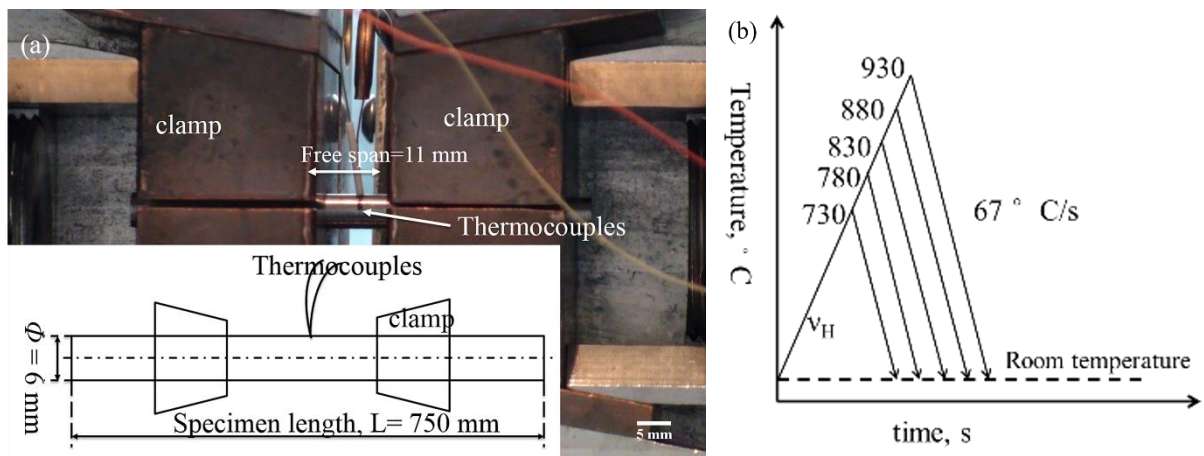 (a)
clamp
clamp
Free span=11 mm
Thermocouples
Thermocouples
clamp
Φ = 6 mm
Specimen length, L= 750 mm
5 mm
(b)
Temperature, ° C
930
880
830
780
730
67 ° C/s
νH
Room temperature
time, s